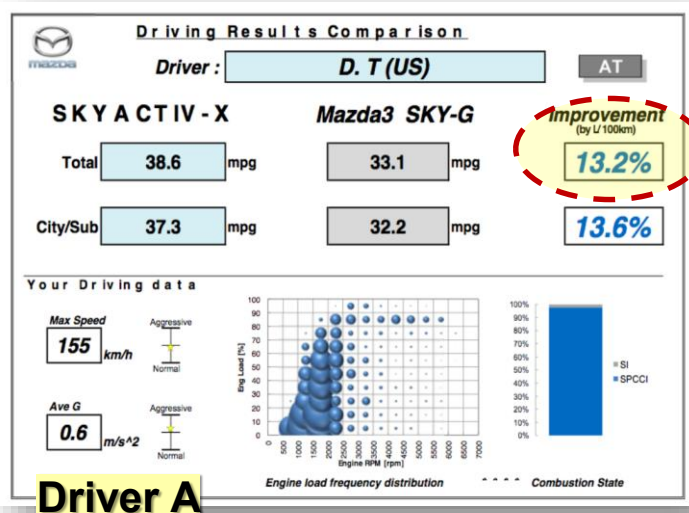 Driving Results Comparison
mazda
Driver : D. T (US) AT
SKYACTIV-X Mazda3 SKY-G Improvement
(by L/100km)
Total 38.6 mpg 33.1 mpg 13.2%
City/Sub 37.3 mpg 32.2 mpg 13.6%
Your Driving data
Max Speed
155 km/h
Aggressive
Normal
Ave G
0.6 m/s^2
Aggressive
Normal
Eng Load [%]
100
90
80
70
60
50
40
30
20
10
0
0 500 1000 1500 2000 2500 3000 3500 4000 4500 5000 5500 6000 6500 7000
Engine RPM [rpm]
Engine load frequency distribution
100%
90%
80%
70%
60%
50%
40%
30%
20%
10%
0%
SI
SPCCI
Combustion State
Driver A